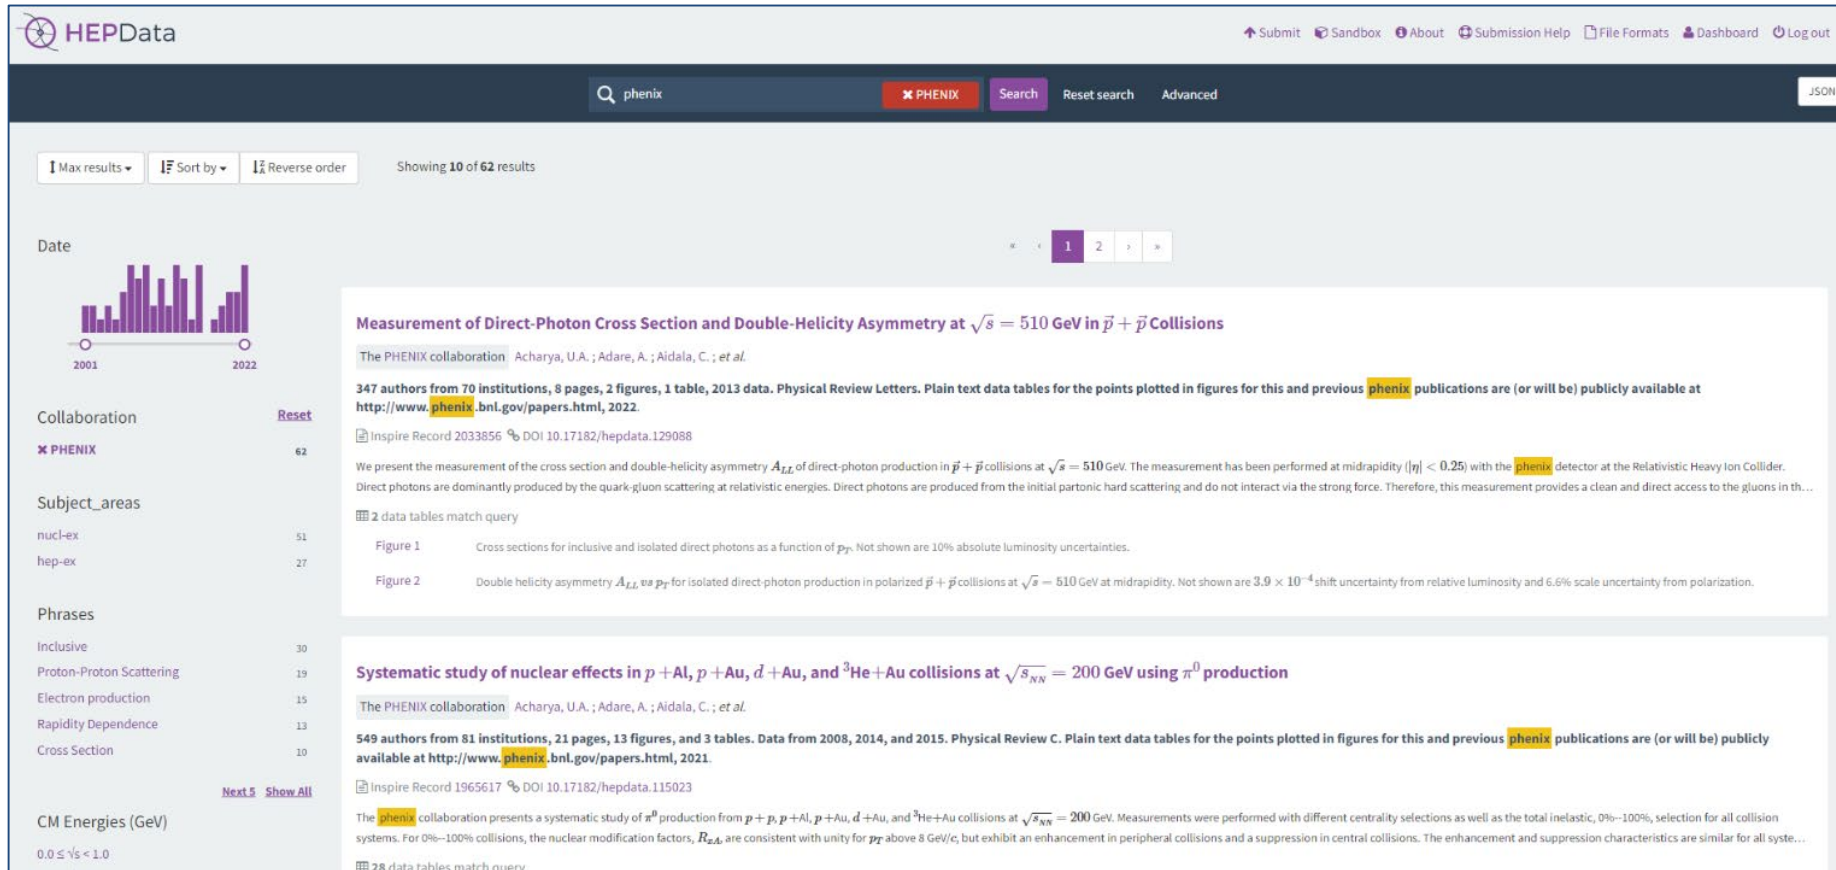 HEPData
Submit Sandbox About Submission Help File Formats Dashboard Log out
phenix PHENIX Search Reset search Advanced JSON
Max results Sort by Reverse order Showing 10 of 62 results
Date
2001 2022
Collaboration Reset
PHENIX 62
Subject_areas
nucl-ex 51
hep-ex 27
Phrases
Inclusive 30
Proton-Proton Scattering 19
Electron production 15
Rapidity Dependence 13
Cross Section 10
Next 5 Show All
CM Energies (GeV)
0.0 ≤ √s < 1.0
« ‹ 1 2 › »
Measurement of Direct-Photon Cross Section and Double-Helicity Asymmetry at √s = 510 GeV in p⃗ + p⃗ Collisions
The PHENIX collaboration Acharya, U.A. ; Adare, A. ; Aidala, C. ; et al.
347 authors from 70 institutions, 8 pages, 2 figures, 1 table, 2013 data. Physical Review Letters. Plain text data tables for the points plotted in figures for this and previous phenix publications are (or will be) publicly available at
http://www.phenix.bnl.gov/papers.html, 2022.
Inspire Record 2033856 DOI 10.17182/hepdata.129088
We present the measurement of the cross section and double-helicity asymmetry A_LL of direct-photon production in p⃗ + p⃗ collisions at √s = 510 GeV. The measurement has been performed at midrapidity (|η| < 0.25) with the phenix detector at the Relativistic Heavy Ion Collider.
Direct photons are dominantly produced by the quark-gluon scattering at relativistic energies. Direct photons are produced from the initial partonic hard scattering and do not interact via the strong force. Therefore, this measurement provides a clean and direct access to the gluons in th...
2 data tables match query
Figure 1 Cross sections for inclusive and isolated direct photons as a function of p_T. Not shown are 10% absolute luminosity uncertainties.
Figure 2 Double helicity asymmetry A_LL vs p_T for isolated direct-photon production in polarized p⃗ + p⃗ collisions at √s = 510 GeV at midrapidity. Not shown are 3.9 × 10⁻⁴ shift uncertainty from relative luminosity and 6.6% scale uncertainty from polarization.
Systematic study of nuclear effects in p +Al, p +Au, d +Au, and ³He+Au collisions at √s_NN = 200 GeV using π⁰ production
The PHENIX collaboration Acharya, U.A. ; Adare, A. ; Aidala, C. ; et al.
549 authors from 81 institutions, 21 pages, 13 figures, and 3 tables. Data from 2008, 2014, and 2015. Physical Review C. Plain text data tables for the points plotted in figures for this and previous phenix publications are (or will be) publicly
available at http://www.phenix.bnl.gov/papers.html, 2021.
Inspire Record 1965617 DOI 10.17182/hepdata.115023
The phenix collaboration presents a systematic study of π⁰ production from p + p, p +Al, p +Au, d +Au, and ³He+Au collisions at √s_NN = 200 GeV. Measurements were performed with different centrality selections as well as the total inelastic, 0%--100%, selection for all collision
systems. For 0%--100% collisions, the nuclear modification factors, R_xA, are consistent with unity for p_T above 8 GeV/c, but exhibit an enhancement in peripheral collisions and a suppression in central collisions. The enhancement and suppression characteristics are similar for all syste...
28 data tables match query